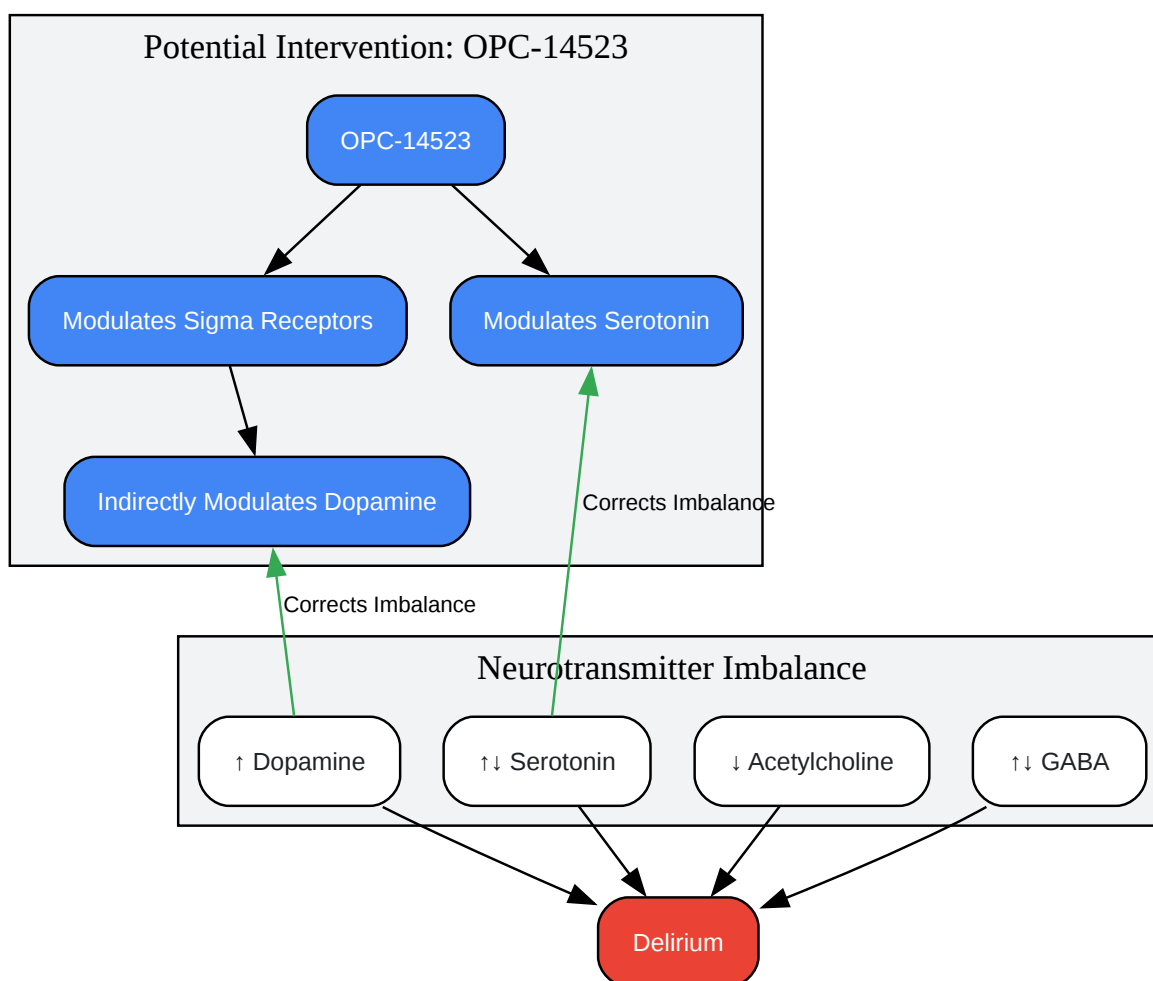 Potential Intervention: OPC-14523
OPC-14523
Modulates Sigma Receptors
Modulates Serotonin
Indirectly Modulates Dopamine
Corrects Imbalance
Corrects Imbalance
Neurotransmitter Imbalance
↑ Dopamine
↑↓ Serotonin
↓ Acetylcholine
↑↓ GABA
Delirium